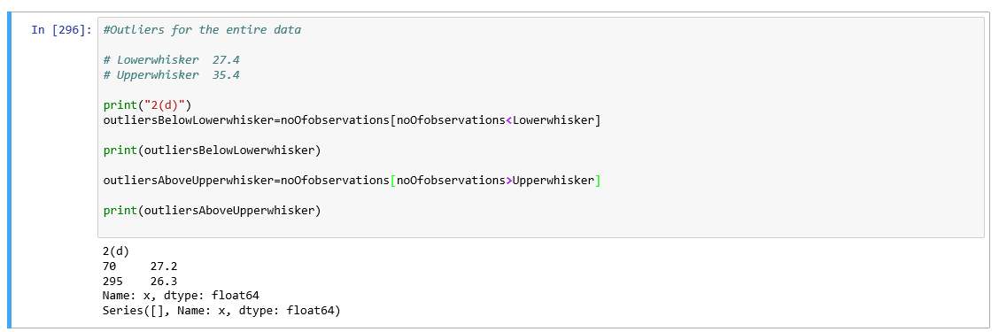 In [296]:
#Outliers for the entire data
# Lowerwhisker  27.4
# Upperwhisker  35.4
print("2(d)")
outliersBelowLowerwhisker=noOfobservations[noOfobservations<Lowerwhisker]
print(outliersBelowLowerwhisker)
outliersAboveUpperwhisker=noOfobservations[noOfobservations>Upperwhisker]
print(outliersAboveUpperwhisker)
2(d)
70     27.2
295    26.3
Name: x, dtype: float64
Series([], Name: x, dtype: float64)